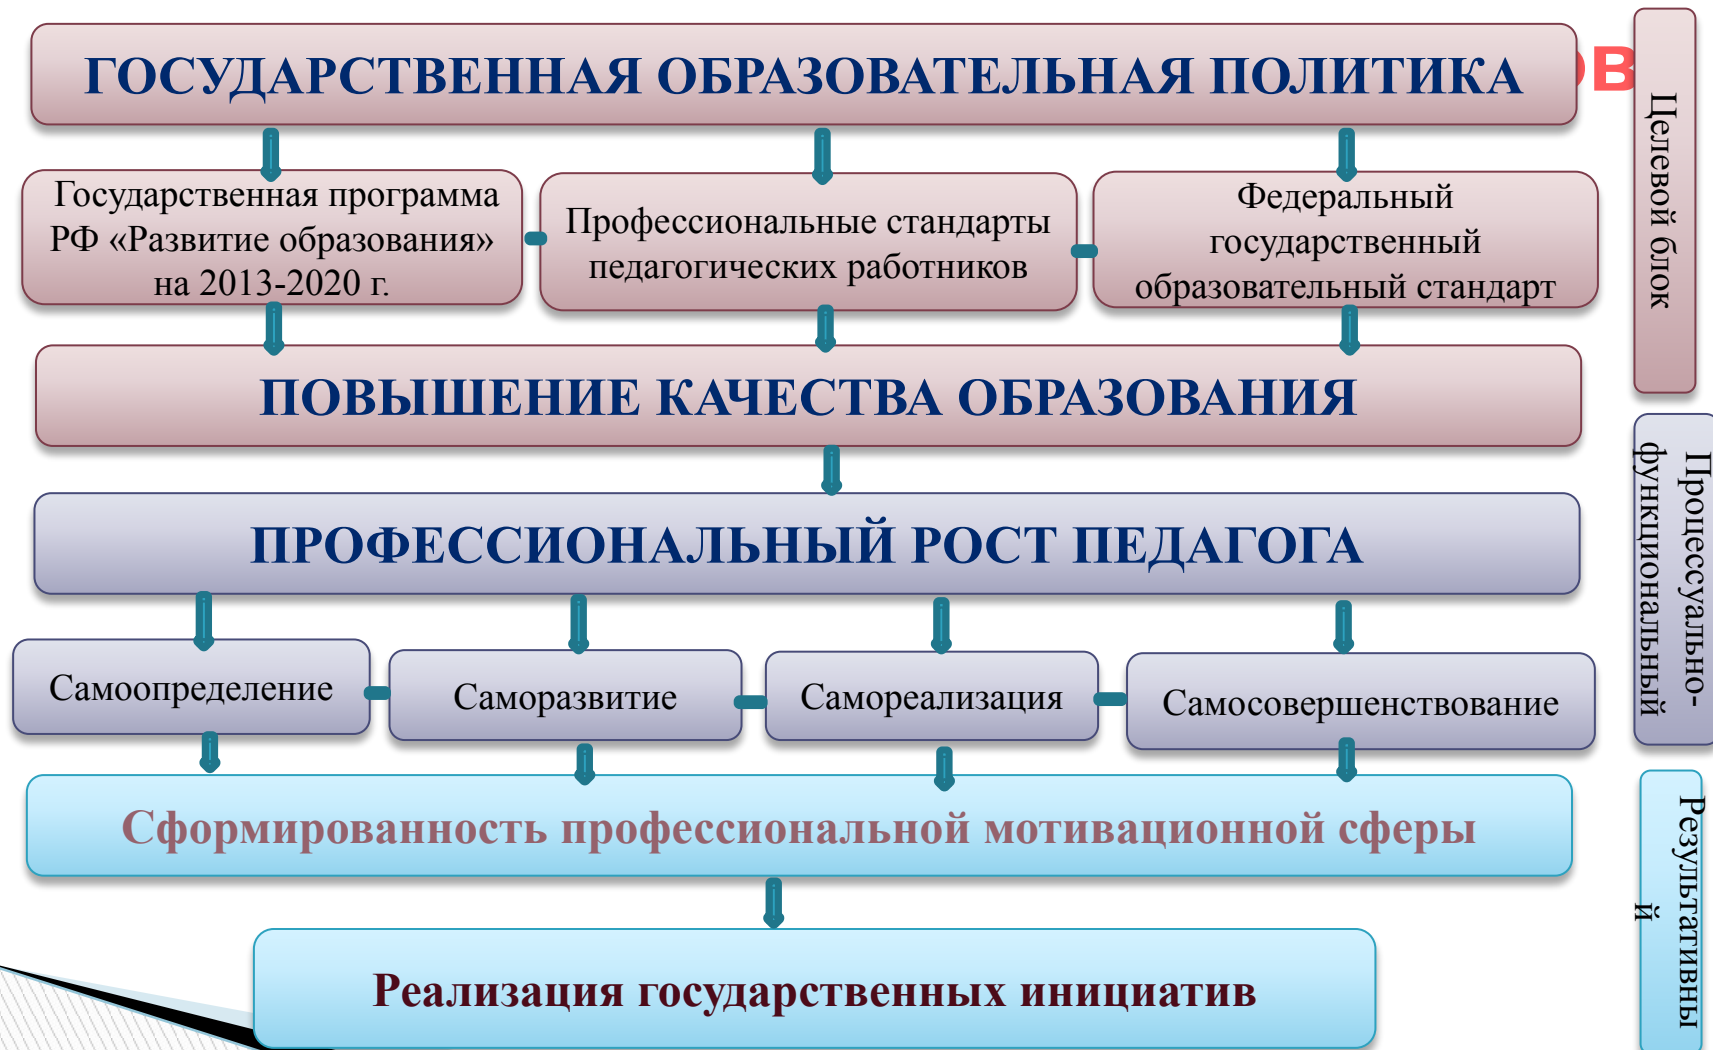 ГОСУДАРСТВЕННАЯ ОБРАЗОВАТЕЛЬНАЯ ПОЛИТИКА
Государственная программа
РФ «Развитие образования»
на 2013-2020 г.
Профессиональные стандарты
педагогических работников
Федеральный
государственный
образовательный стандарт
ПОВЫШЕНИЕ КАЧЕСТВА ОБРАЗОВАНИЯ
Целевой блок
ПРОФЕССИОНАЛЬНЫЙ РОСТ ПЕДАГОГА
Самоопределение
Саморазвитие
Самореализация
Самосовершенствование
Процессуально-
функциональный
Сформированность профессиональной мотивационной сферы
Реализация государственных инициатив
Результативны
й